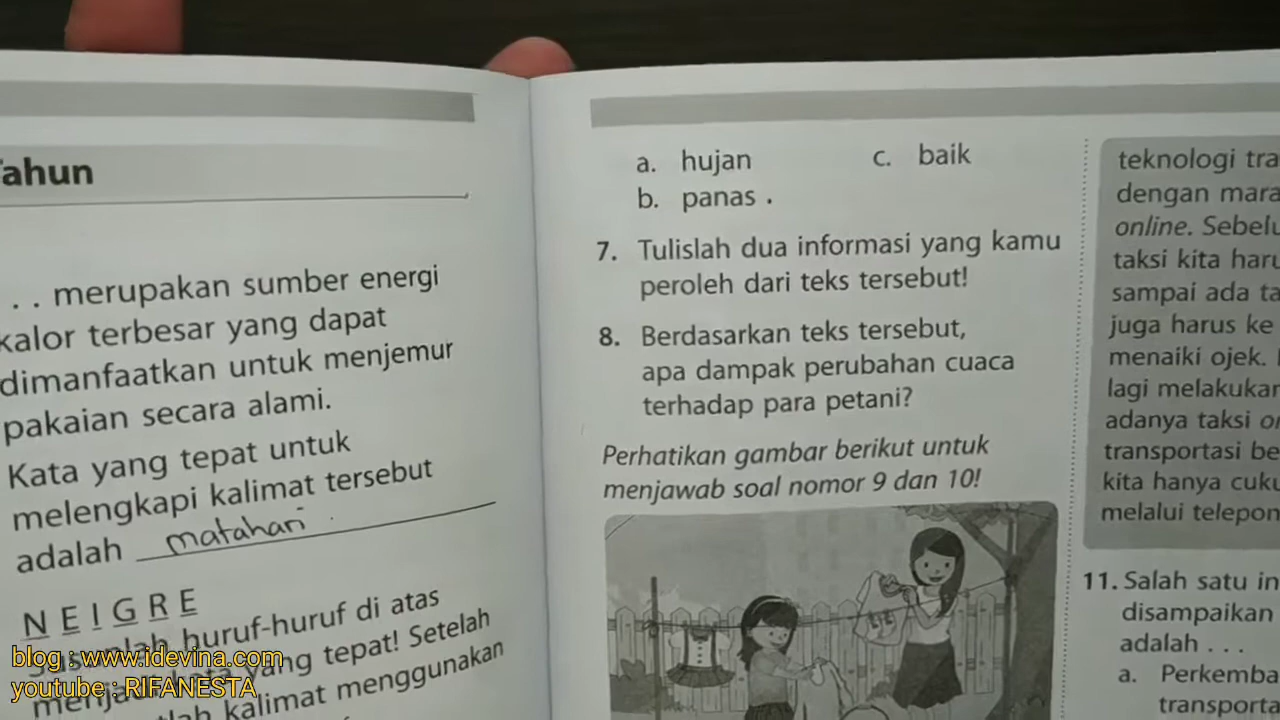 ahun
. . merupakan sumber energi
kalor terbesar yang dapat
dimanfaatkan untuk menjemur
pakaian secara alami.
Kata yang tepat untuk
melengkapi kalimat tersebut
adalah matahari
N E I G R E
huruf-huruf di atas
yang tepat! Setelah
kalimat menggunakan
a. hujan
c. baik
b. panas .
7. Tulislah dua informasi yang kamu
peroleh dari teks tersebut!
8. Berdasarkan teks tersebut,
apa dampak perubahan cuaca
terhadap para petani?
Perhatikan gambar berikut untuk
menjawab soal nomor 9 dan 10!
teknologi tra
dengan mara
online. Sebelu
taksi kita haru
sampai ada ta
juga harus ke
menaiki ojek.
lagi melakukan
adanya taksi o
transportasi be
kita hanya cuku
melalui telepon
11. Salah satu in
disampaikan
adalah . . .
a. Perkemba
transporta
blog : www.idevina.com
youtube : RIFANESTA